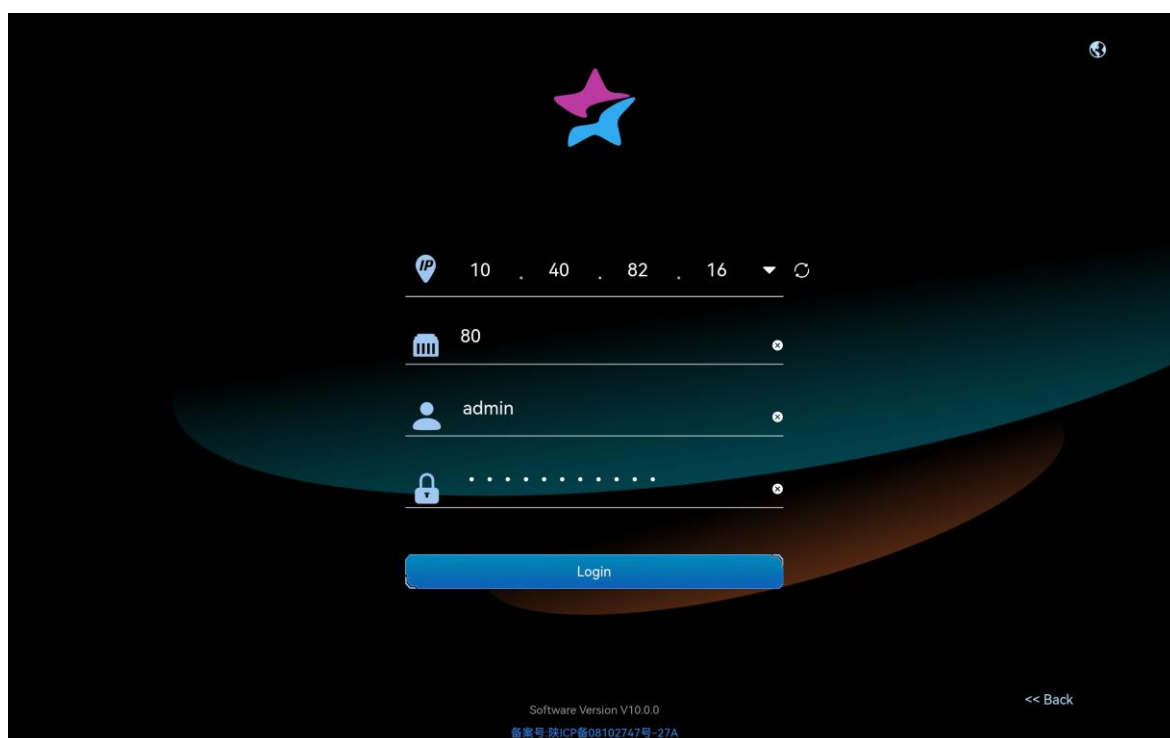 IP
10 . 40 . 82 . 16
80
admin
Login
<< Back
Software Version V10.0.0
备案号:陕ICP备08102747号-27A